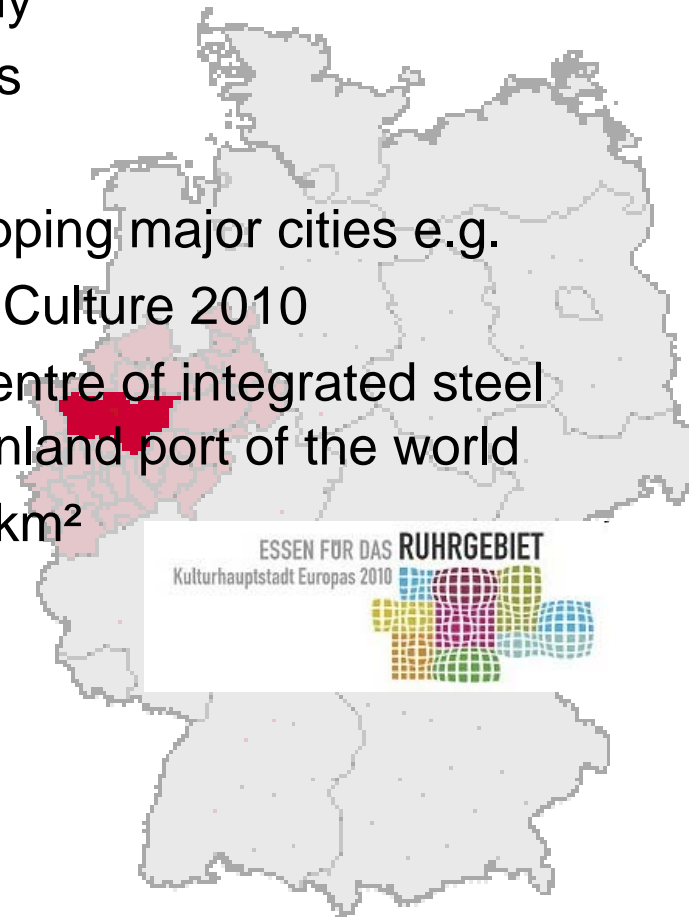 s
oping major cities e.g.
Culture 2010
entre of integrated steel
nland port of the world
km²
ESSEN FÜR DAS RUHRGEBIET
Kulturhauptstadt Europas 2010